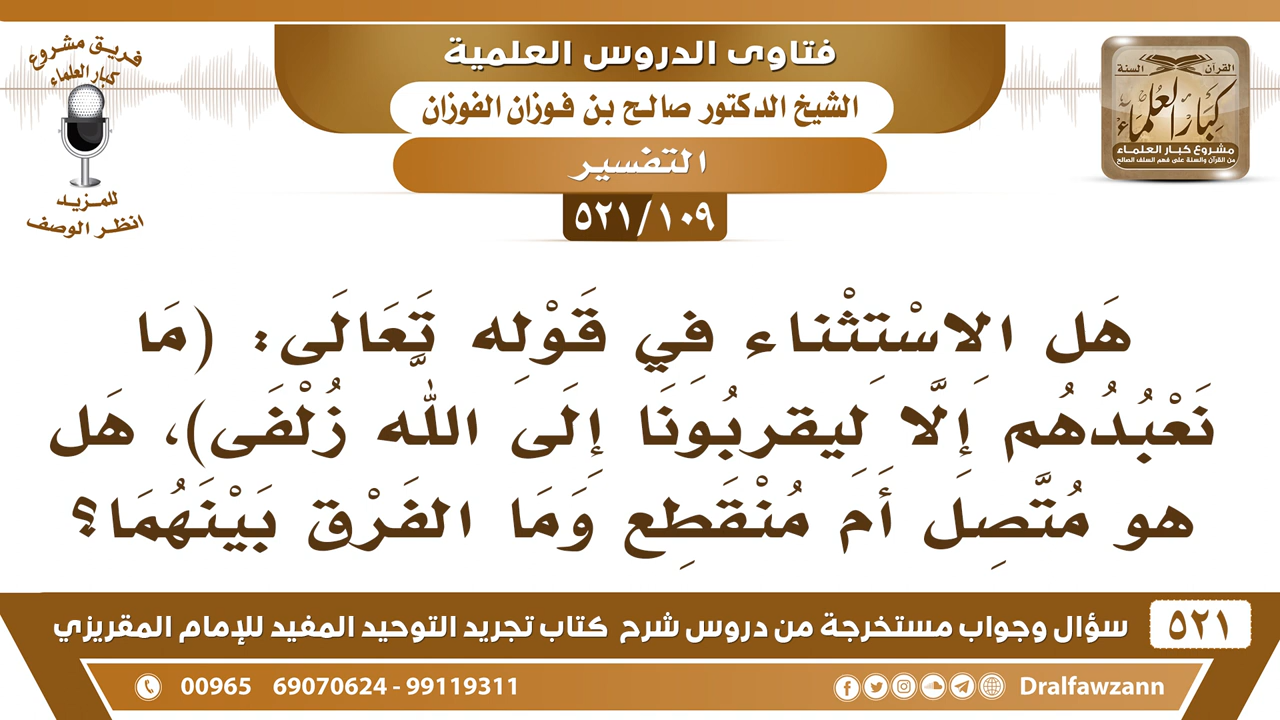 فتاوى الدروس العلمية
الشيخ الدكتور صالح بن فوزان الفوزان
التفسير
٥٢١/١٠٩
فريق مشروع
كبار العلماء
للمزيد
انظر الوصف
القرآن السنة
كبار العلماء
مشروع كبار العلماء
من القرآن والسنة على فهم السلف الصالح
هَل الاسْتثْناء في قَوْله تَعَالَى: (مَا
نَعْبُدُهُم إَلَّا لَيقربُونَا إلَىَ اللَّه زُلْفَى)، هَل
هو مُتَّصِلَ أَمَ مُنْقَطِع وَمَا الفَرْق بَيْنَهُمَا؟
سؤال وجواب مستخرجة من دروس شرح كتاب تجريد التوحيد المفيد للإمام المقريزي
٥٢١
00965 69070624 - 99119311
Dralfawzann